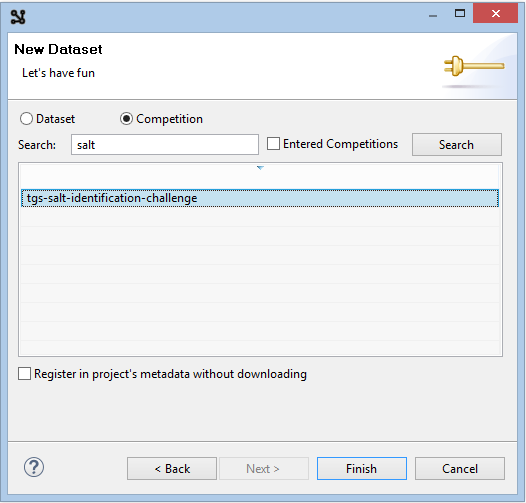 New Dataset
Let's have fun
Dataset Competition
Search: salt Entered Competitions Search
tgs-salt-identification-challenge
Register in project's metadata without downloading
? < Back Next > Finish Cancel